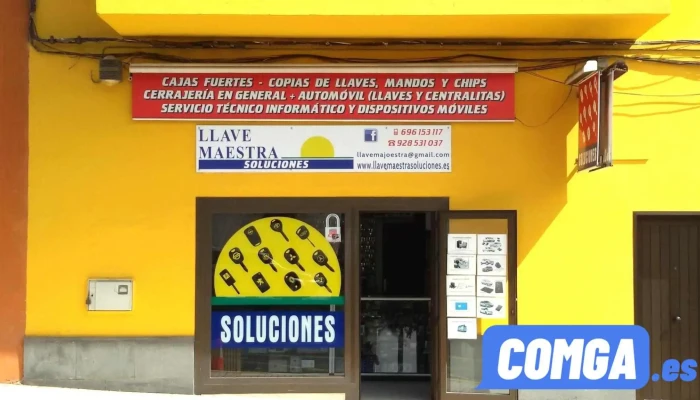 CAJAS FUERTES - COPIAS DE LLAVES, MANDOS Y CHIPS
CERRAJERÍA EN GENERAL + AUTOMÓVIL (LLAVES Y CENTRALITAS)
SERVICIO TÉCNICO INFORMÁTICO Y DISPOSITIVOS MÓVILES
LLAVE
MAESTRA
SOLUCIONES
f
696 153 117
928 531 037
llavemajoestra@gmail.com
www.llavemaestrasoluciones.es
SOLUCIONES
COMGA.es